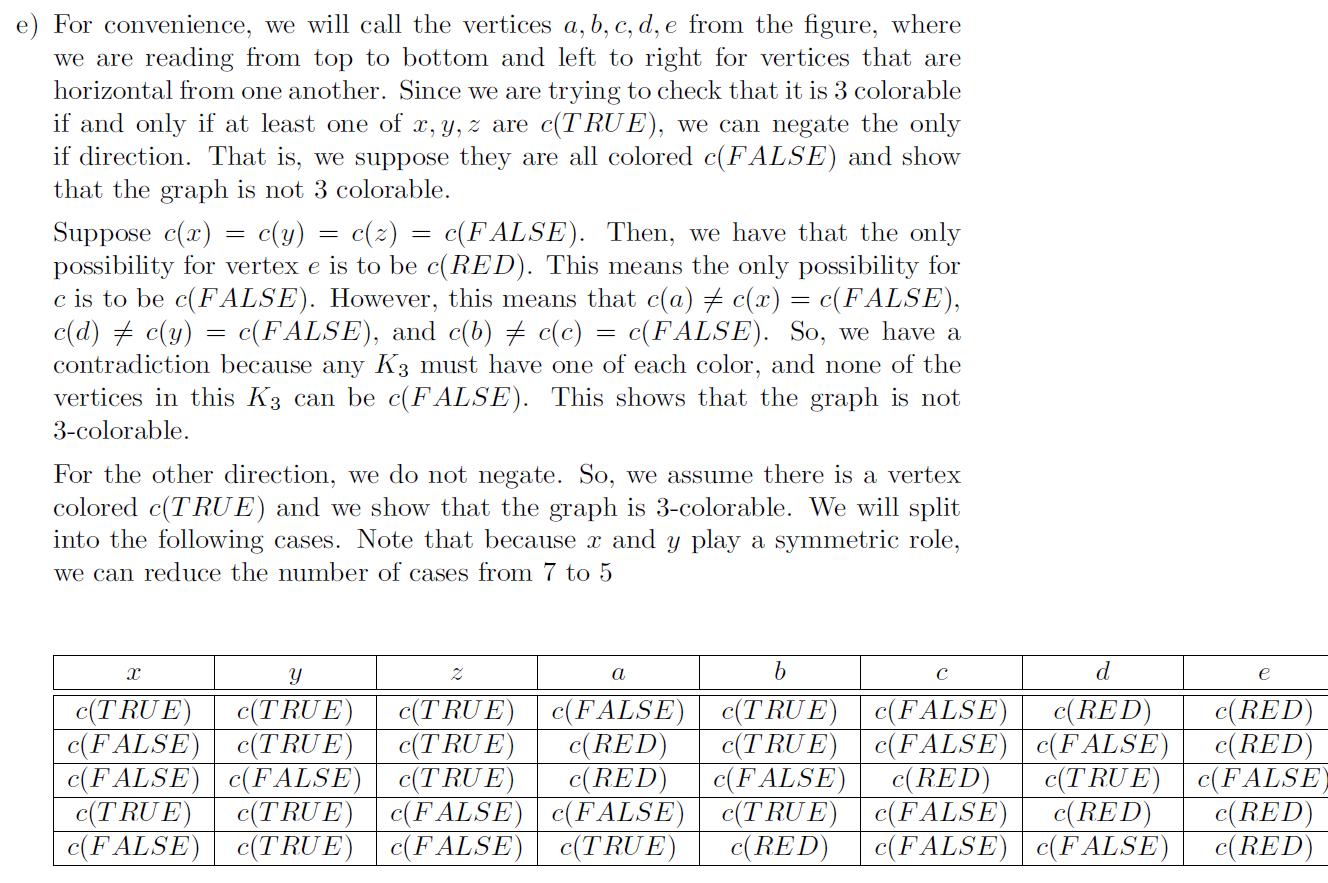 e) For convenience, we will call the vertices a, b, c, d, e from the figure, where
we are reading from top to bottom and left to right for vertices that are
horizontal from one another. Since we are trying to check that it is 3 colorable
if and only if at least one of x, y, z are c(TRUE), we can negate the only
if direction. That is, we suppose they are all colored c(FALSE) and show
that the graph is not 3 colorable.
Suppose c(x) = c(y) = c(z) = c(FALSE). Then, we have that the only
possibility for vertex e is to be c(RED). This means the only possibility for
c is to be c(FALSE). However, this means that c(a) ≠ c(x) = c(FALSE),
c(d) ≠ c(y) = c(FALSE), and c(b) ≠ c(c) = c(FALSE). So, we have a
contradiction because any K₃ must have one of each color, and none of the
vertices in this K₃ can be c(FALSE). This shows that the graph is not
3-colorable.
For the other direction, we do not negate. So, we assume there is a vertex
colored c(TRUE) and we show that the graph is 3-colorable. We will split
into the following cases. Note that because x and y play a symmetric role,
we can reduce the number of cases from 7 to 5
x y z a b c d e
c(TRUE) c(TRUE) c(TRUE) c(FALSE) c(TRUE) c(FALSE) c(RED) c(RED)
c(FALSE) c(TRUE) c(TRUE) c(RED) c(TRUE) c(FALSE) c(FALSE) c(RED)
c(FALSE) c(FALSE) c(TRUE) c(RED) c(FALSE) c(RED) c(TRUE) c(FALSE)
c(TRUE) c(TRUE) c(FALSE) c(FALSE) c(TRUE) c(FALSE) c(RED) c(RED)
c(FALSE) c(TRUE) c(FALSE) c(TRUE) c(RED) c(FALSE) c(FALSE) c(RED)